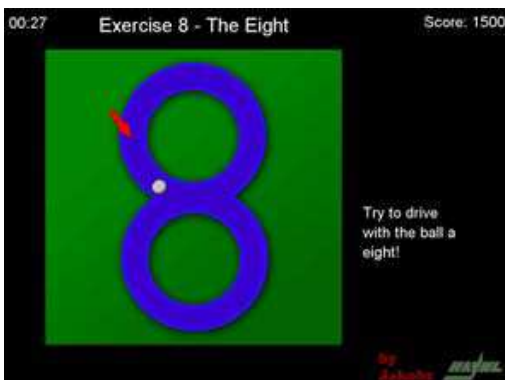 00:27
Exercise 8 - The Eight
Score: 1500
Try to drive
with the ball a
eight!
by